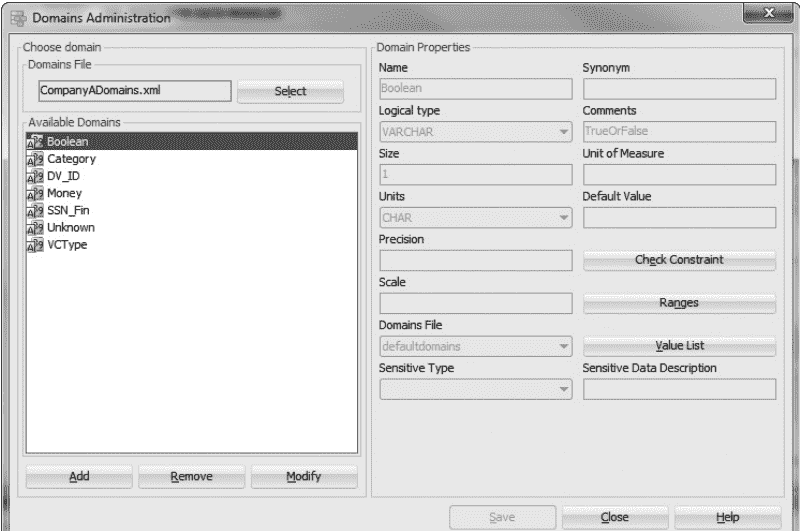 Domains Administration
Choose domain
Domains File
CompanyADomains.xml
Select
Available Domains
Boolean
Category
DV_ID
Money
SSN_Fin
Unknown
VCType
Add
Remove
Modify
Domain Properties
Name
Synonym
Boolean
Logical type
Comments
VARCHAR
TrueOrFalse
Size
Unit of Measure
1
Units
Default Value
CHAR
Precision
Check Constraint
Scale
Ranges
Domains File
defaultdomains
Value List
Sensitive Type
Sensitive Data Description
Save
Close
Help